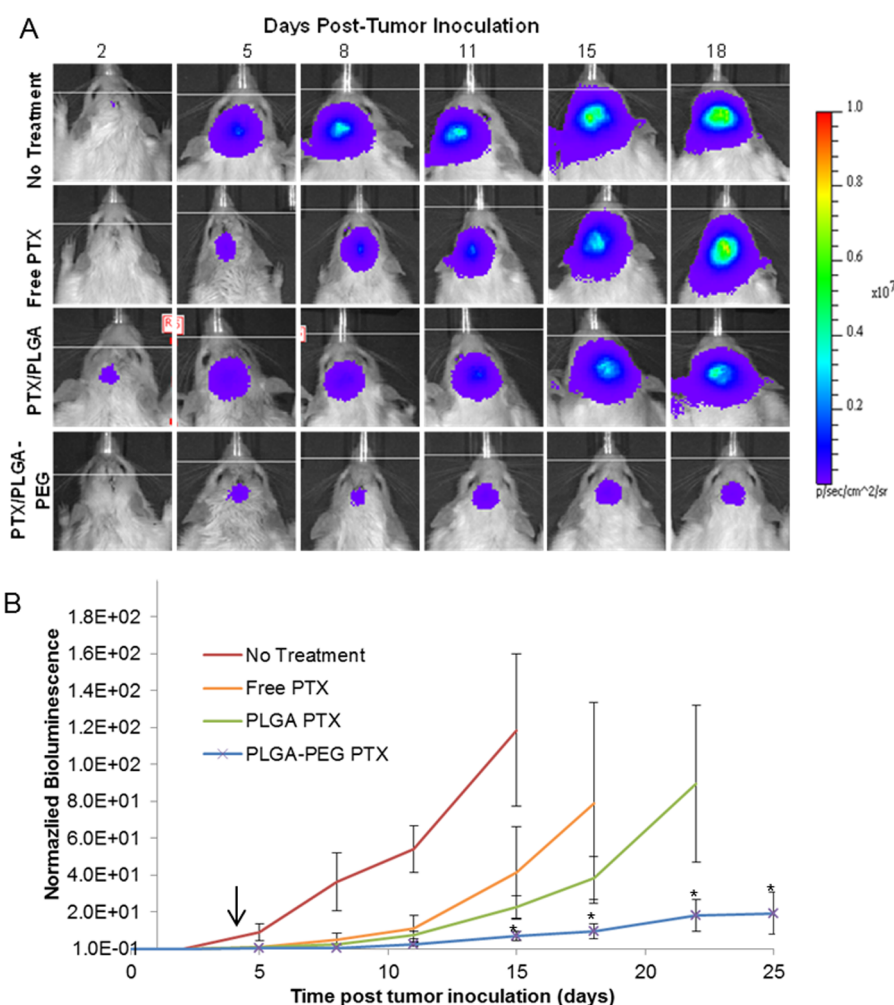 A
Days Post-Tumor Inoculation
2 5 8 11 15 18
No Treatment
Free PTX
PTX/PLGA
PTX/PLGA-
PEG
1.0
0.8
0.6
x10⁷
0.4
0.2
p/sec/cm^2/sr
B
Normazlied Bioluminescence
1.8E+02
1.6E+02
1.4E+02
1.2E+02
1.0E+02
8.0E+01
6.0E+01
4.0E+01
2.0E+01
1.0E-01
No Treatment
Free PTX
PLGA PTX
PLGA-PEG PTX
* * * *
0 5 10 15 20 25
Time post tumor inoculation (days)